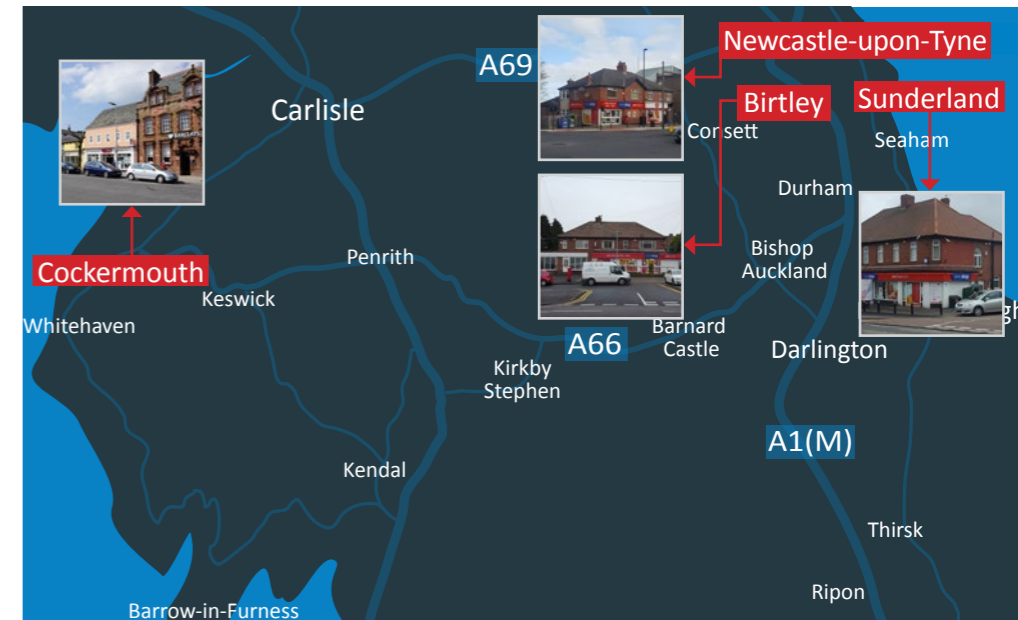 Newcastle-upon-Tyne
A69
Birtley
Sunderland
Carlisle
Consett
Seaham
Durham
Penrith
Bishop
Auckland
Cockermouth
Keswick
Whitehaven
Barnard
Castle
A66
Darlington
Kirkby
Stephen
A1(M)
Kendal
Thirsk
Ripon
Barrow-in-Furness